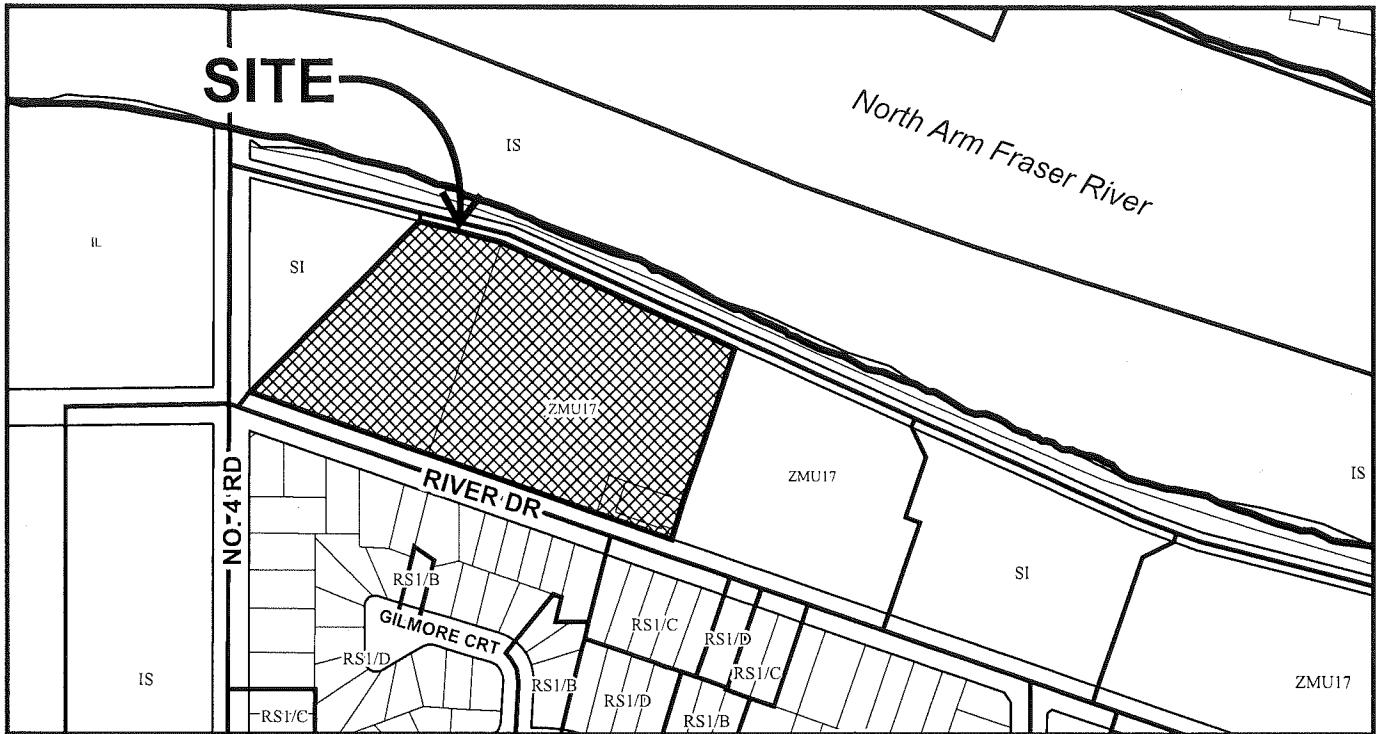 SITE
North Arm Fraser River
IS
IL
SI
ZMU17
ZMU17
RIVER DR
NO. 4 RD
IS
SI
RS1/B
GILMORE CRT
RS1/C
RS1/D
RS1/D
RS1/C
RS1/B
IS
RS1/D
RS1/B
ZMU17
RS1/C